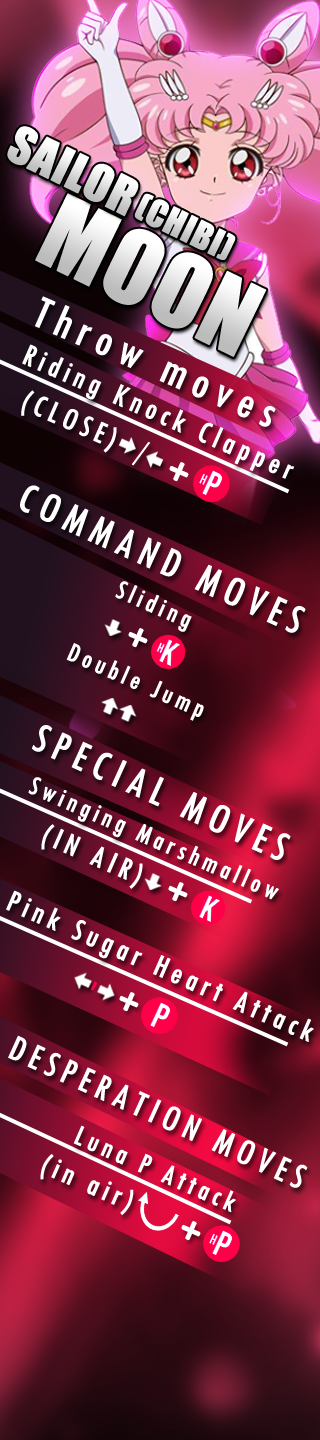 SAILOR (CHIBI)
MOON
Throw moves
Riding Knock Clapper
(CLOSE)➡/⬅+HP
COMMAND MOVES
Sliding
⬇+HK
Double Jump
⬆⬆
SPECIAL MOVES
Swinging Marshmallow
(IN AIR)⬇+K
Pink Sugar Heart Attack
⬅➡+P
DESPERATION MOVES
Luna P Attack
(in air)+HP